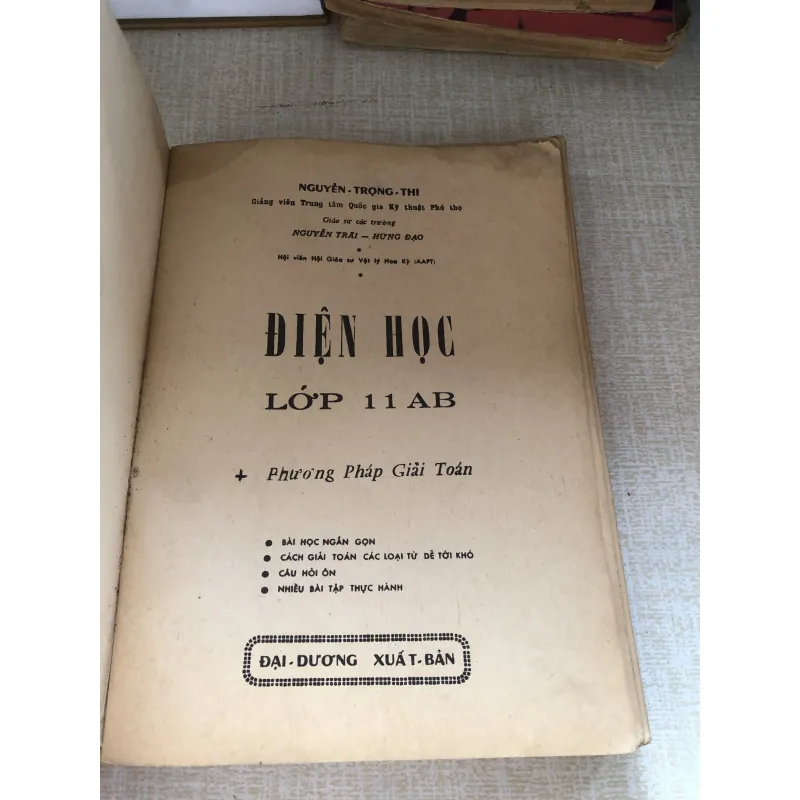 NGUYỄN-TRỌNG-THI
Giảng viên Trung tâm Quốc gia Kỹ thuật Phú thọ
Giáo sư các trường
NGUYỄN TRÃI — HƯNG ĐẠO
Hội viên Hội Giáo sư Vật lý Hoa Kỳ (AAPT)
ĐIỆN HỌC
LỚP 11 AB
+ Phương Pháp Giải Toán
● BÀI HỌC NGẮN GỌN
● CÁCH GIẢI TOÁN CÁC LOẠI TỪ DỄ TỚI KHÓ
● CÂU HỎI ÔN
● NHIỀU BÀI TẬP THỰC HÀNH
ĐẠI-DƯƠNG XUẤT-BẢN